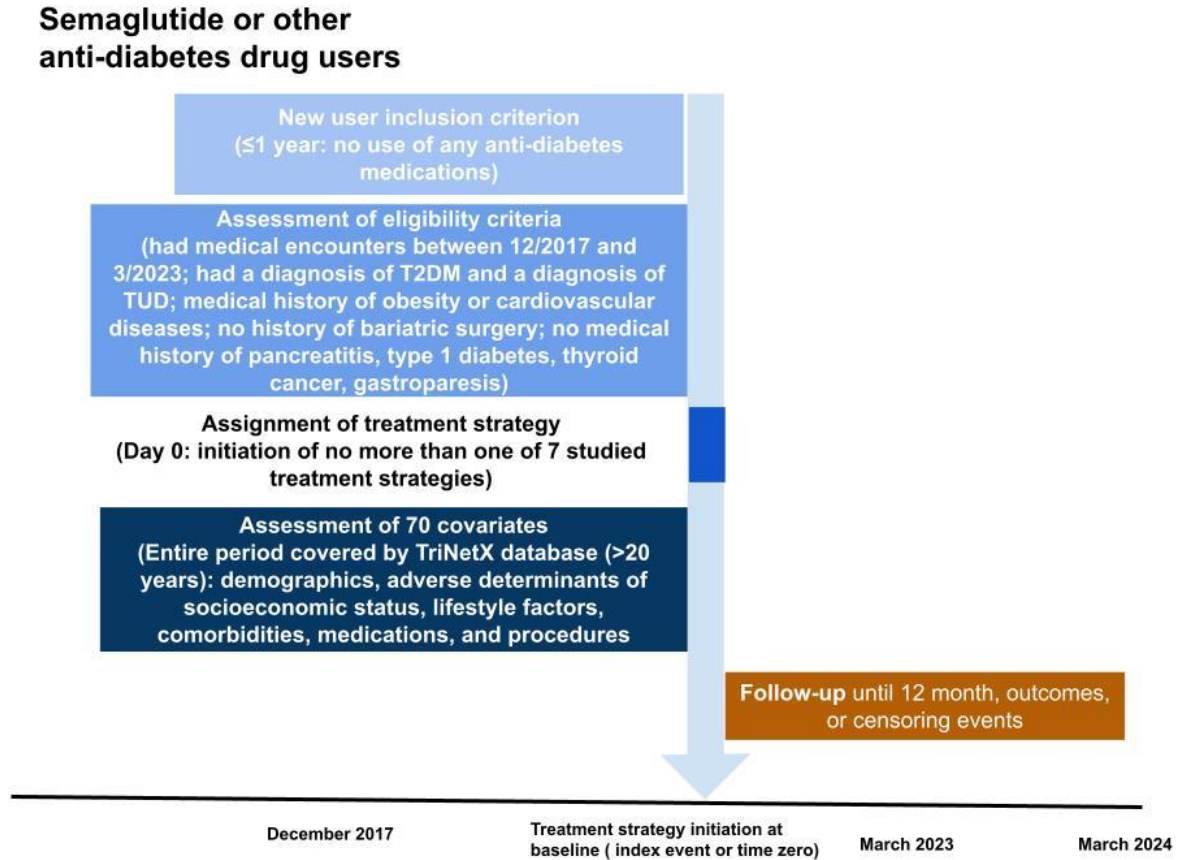 Semaglutide or other
anti-diabetes drug users
New user inclusion criterion
(≤1 year: no use of any anti-diabetes
medications)
Assessment of eligibility criteria
(had medical encounters between 12/2017 and
3/2023; had a diagnosis of T2DM and a diagnosis of
TUD; medical history of obesity or cardiovascular
diseases; no history of bariatric surgery; no medical
history of pancreatitis, type 1 diabetes, thyroid
cancer, gastroparesis)
Assignment of treatment strategy
(Day 0: initiation of no more than one of 7 studied
treatment strategies)
Assessment of 70 covariates
(Entire period covered by TriNetX database (>20
years): demographics, adverse determinants of
socioeconomic status, lifestyle factors,
comorbidities, medications, and procedures
Follow-up until 12 month, outcomes,
or censoring events
December 2017
Treatment strategy initiation at
baseline ( index event or time zero)
March 2023
March 2024